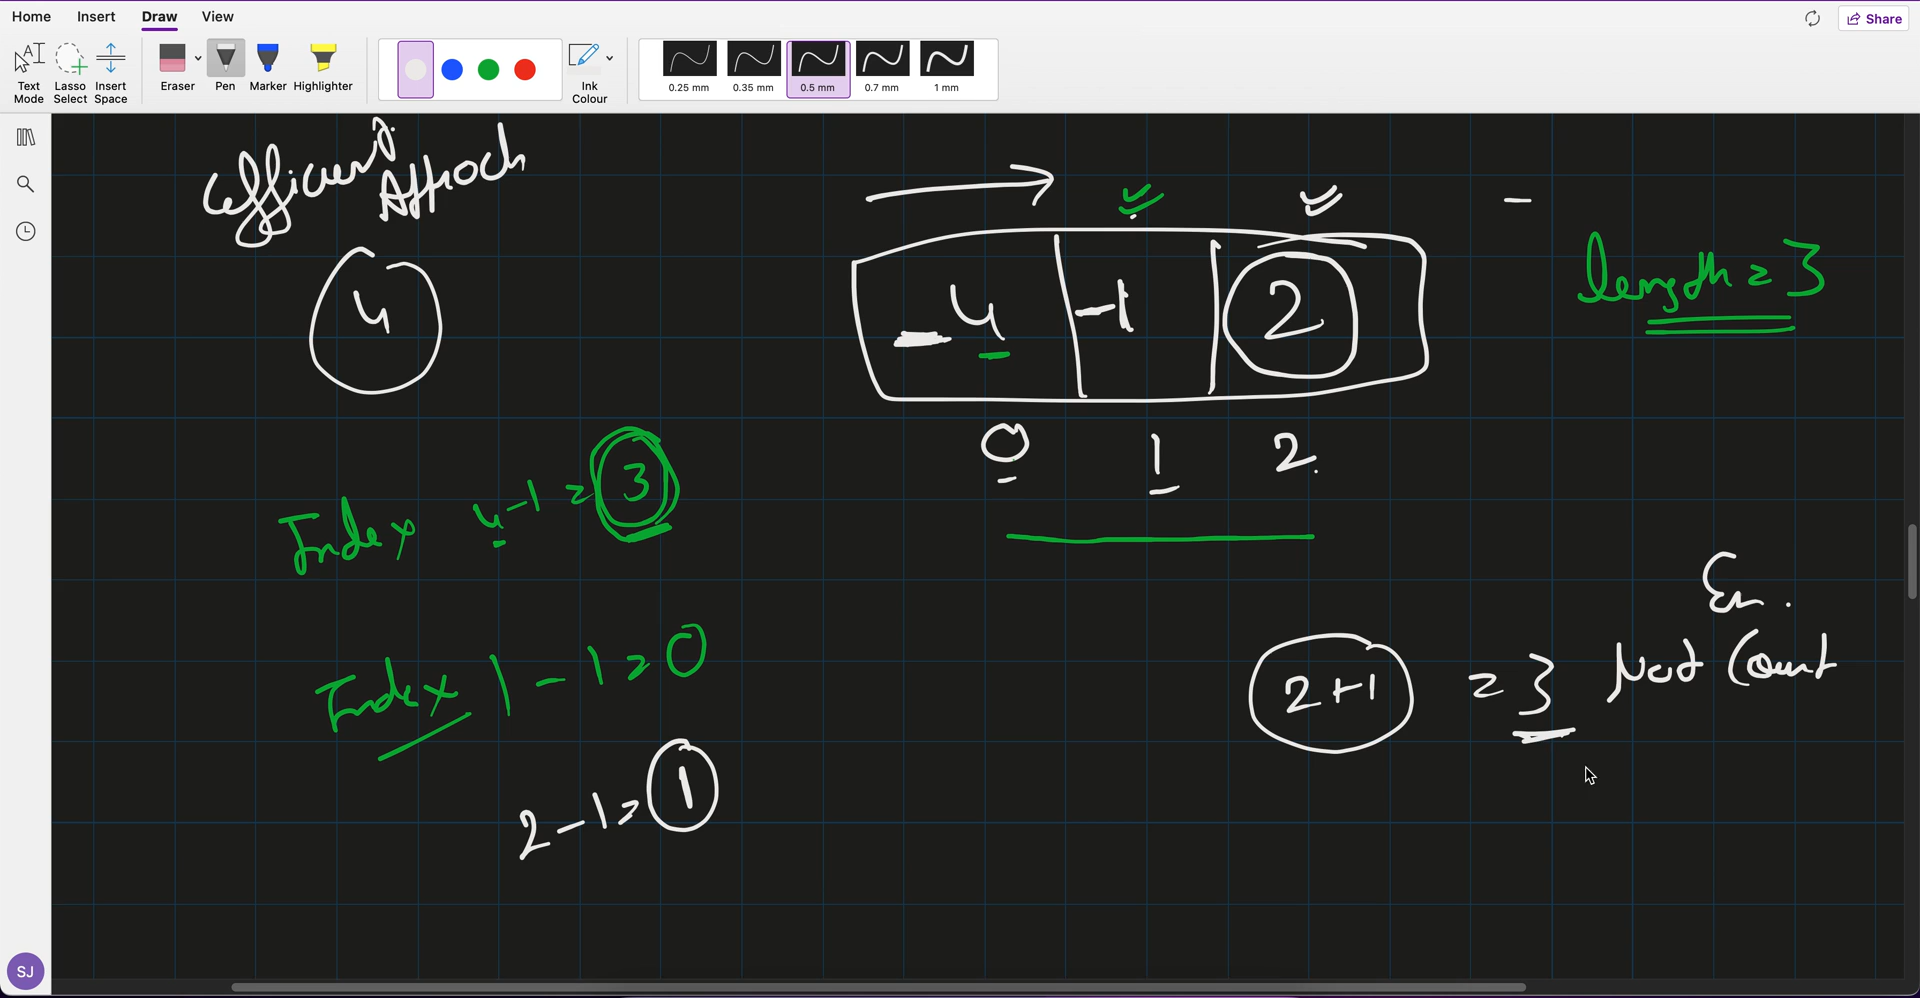 Home Insert Draw View
Share
Text Mode
Lasso Select
Insert Space
Eraser
Pen
Marker
Highlighter
Ink Colour
0.25 mm
0.35 mm
0.5 mm
0.7 mm
1 mm
Efficient
Approch
4
-4 -1 2
length = 3
0 1 2
Index 4-1 = 3
Index 1-1=0
2-1=1
2+1 = 3 Not Count
SJ